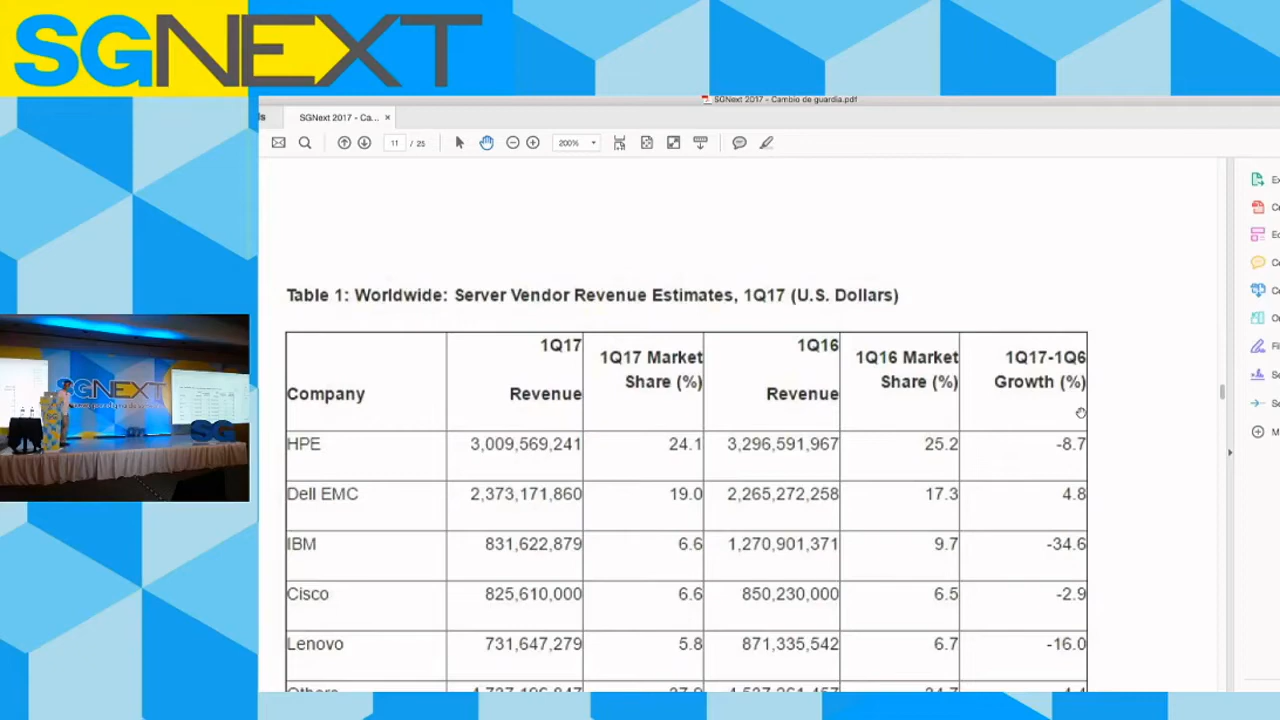 SGNEXT
SGNext 2017 - Cambio de guardia.pdf
SGNext 2017 - Ca... ×
11 / 25
200%
Table 1: Worldwide: Server Vendor Revenue Estimates, 1Q17 (U.S. Dollars)
Company 1Q17 Revenue 1Q17 Market Share (%) 1Q16 Revenue 1Q16 Market Share (%) 1Q17-1Q6 Growth (%)
HPE 3,009,569,241 24.1 3,296,591,967 25.2 -8.7
Dell EMC 2,373,171,860 19.0 2,265,272,258 17.3 4.8
IBM 831,622,879 6.6 1,270,901,371 9.7 -34.6
Cisco 825,610,000 6.6 850,230,000 6.5 -2.9
Lenovo 731,647,279 5.8 871,335,542 6.7 -16.0
Others
SGNEXT
SG